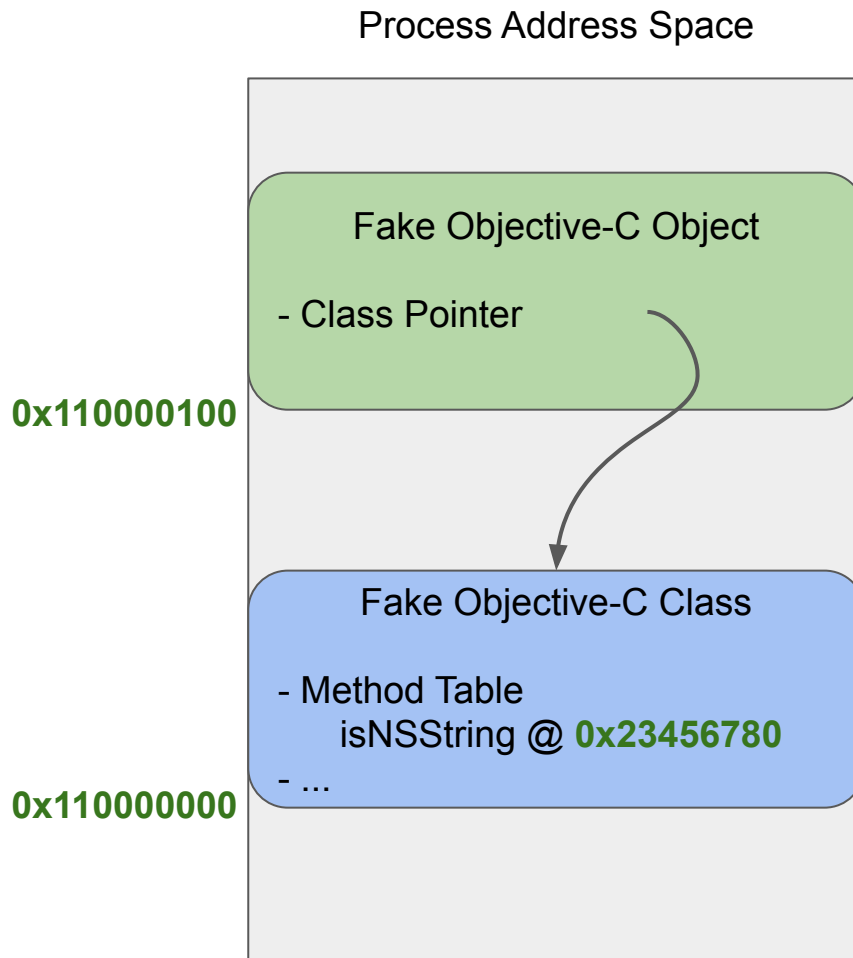 Process Address Space
Fake Objective-C Object
- Class Pointer
0x110000100
Fake Objective-C Class
- Method Table
isNSString @ 0x23456780
- ...
0x110000000